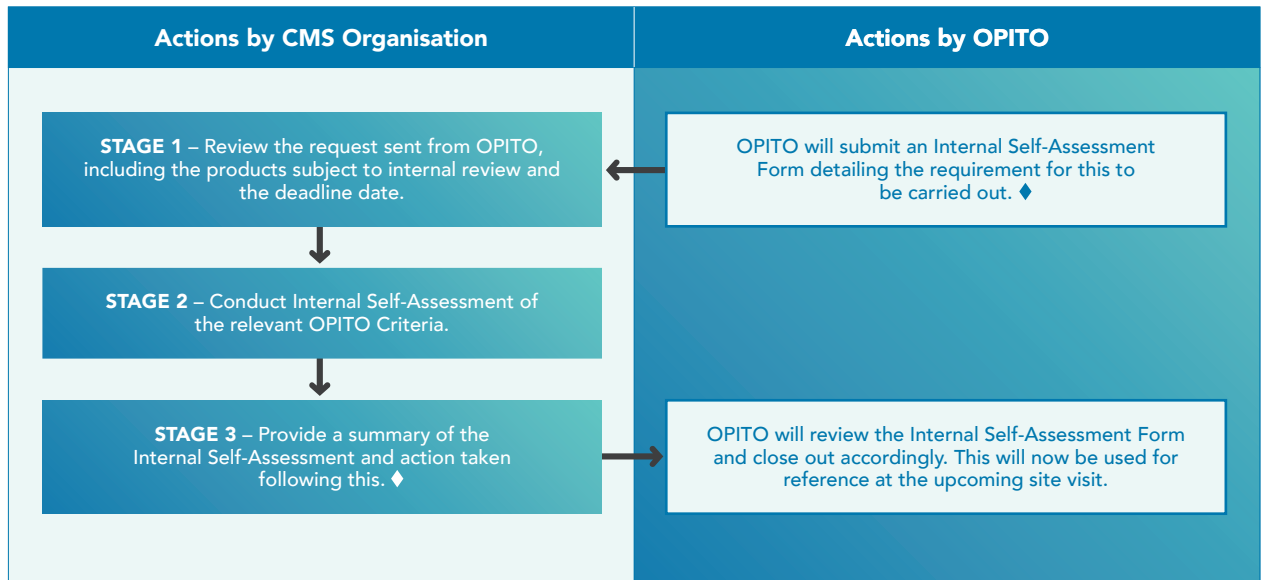 Actions by CMS Organisation
Actions by OPITO
STAGE 1 – Review the request sent from OPITO,
including the products subject to internal review and
the deadline date.
OPITO will submit an Internal Self-Assessment
Form detailing the requirement for this to
be carried out. ♦
STAGE 2 – Conduct Internal Self-Assessment of
the relevant OPITO Criteria.
STAGE 3 – Provide a summary of the
Internal Self-Assessment and action taken
following this. ♦
OPITO will review the Internal Self-Assessment Form
and close out accordingly. This will now be used for
reference at the upcoming site visit.